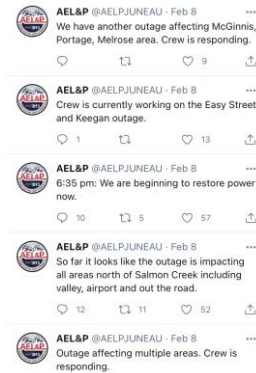 AEL&P @AELPJUNEAU · Feb 8
We have another outage affecting McGinnis,
Portage, Melrose area. Crew is responding.
9
AEL&P @AELPJUNEAU · Feb 8
Crew is currently working on the Easy Street
and Keegan outage.
1 13
AEL&P @AELPJUNEAU · Feb 8
6:35 pm: We are beginning to restore power
now.
10 5 57
AEL&P @AELPJUNEAU · Feb 8
So far it looks like the outage is impacting
all areas north of Salmon Creek including
valley, airport and out the road.
12 11 52
AEL&P @AELPJUNEAU · Feb 8
Outage affecting multiple areas. Crew is
responding.